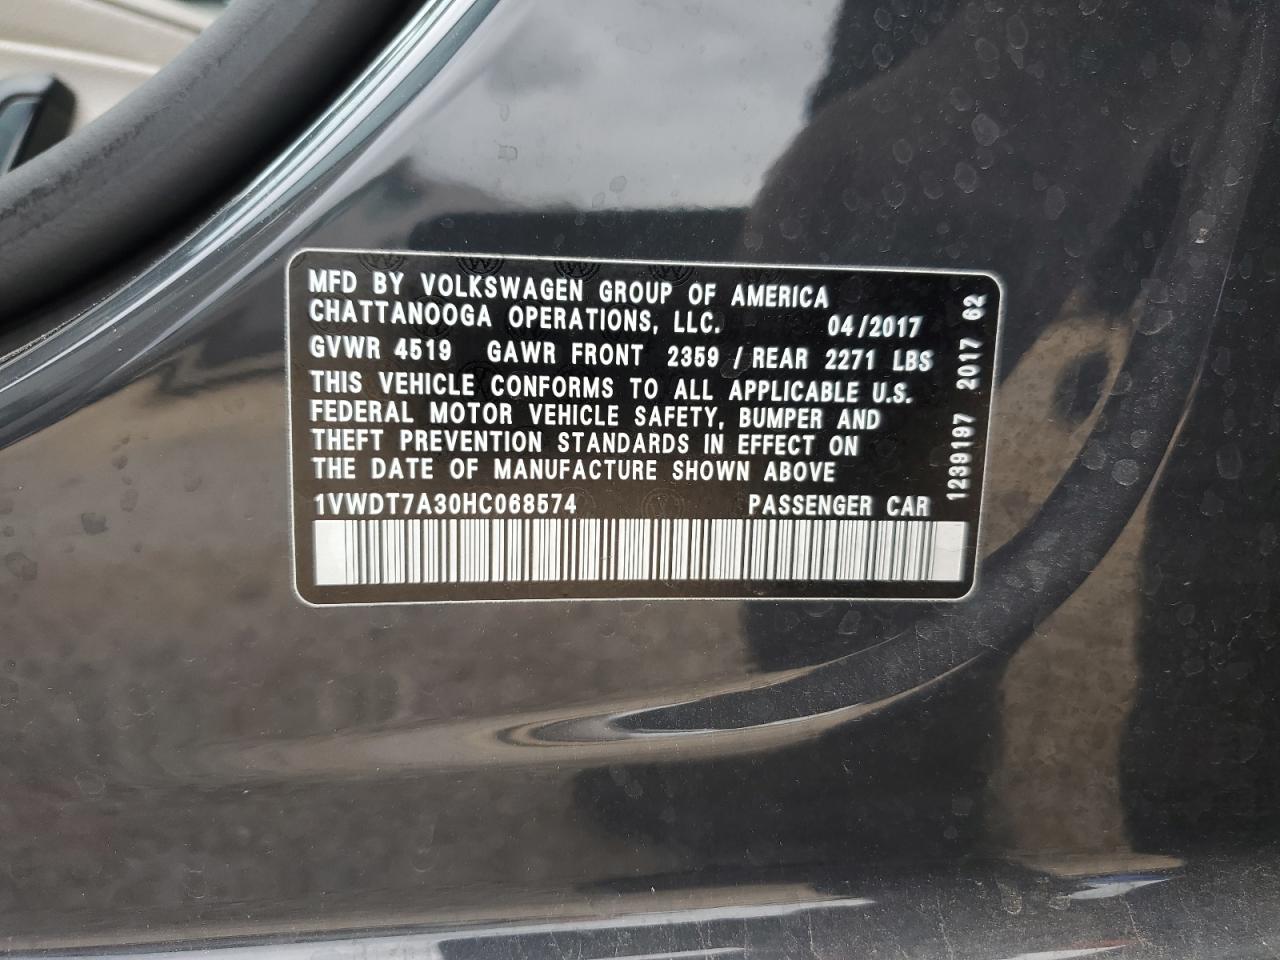 MFD BY VOLKSWAGEN GROUP OF AMERICA
CHATTANOOGA OPERATIONS, LLC. 04/2017
GVWR 4519 GAWR FRONT 2359 / REAR 2271 LBS
THIS VEHICLE CONFORMS TO ALL APPLICABLE U.S.
FEDERAL MOTOR VEHICLE SAFETY, BUMPER AND
THEFT PREVENTION STANDARDS IN EFFECT ON
THE DATE OF MANUFACTURE SHOWN ABOVE
1VWDT7A30HC068574 PASSENGER CAR
1239197 2017 62